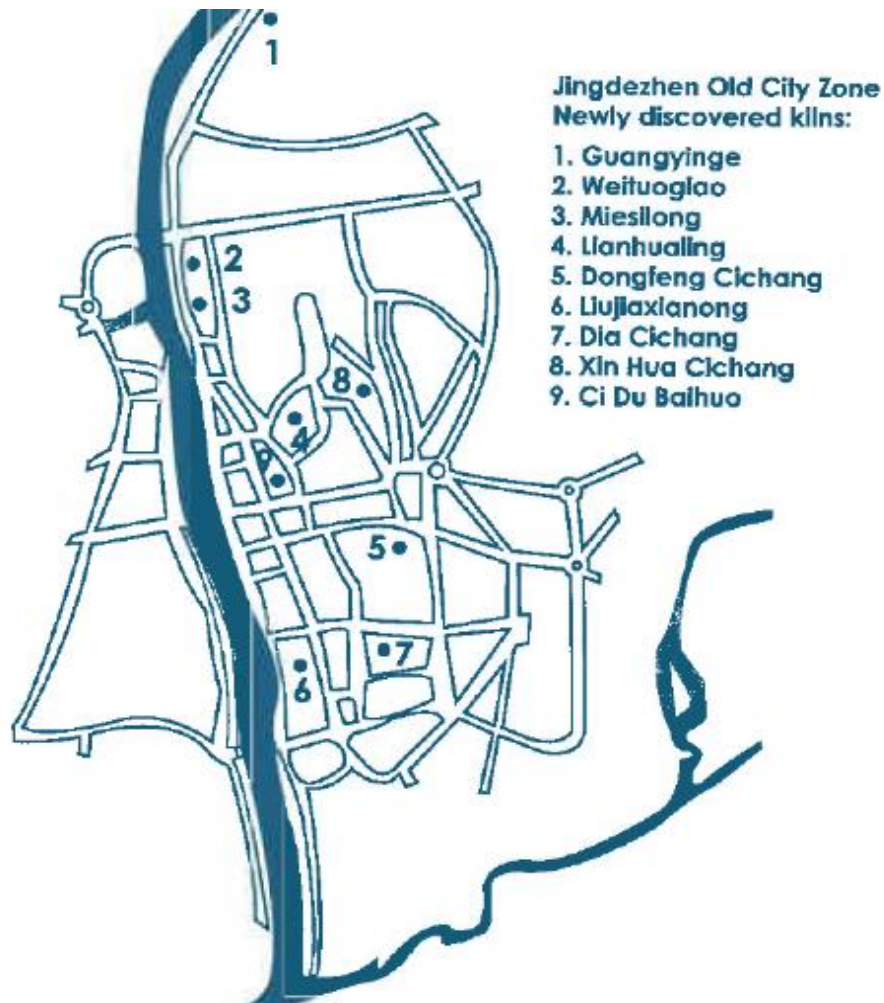 1
Jingdezhen Old City Zone
Newly discovered kilns:
1. Guangyinge
2. Weituogiao
3. Miesilong
4. Lianhualing
5. Dongfeng Cichang
6. Liujiaxianong
7. Dia Cichang
8. Xin Hua Cichang
9. Ci Du Baihuo
2
3
8
4
9
5
7
6